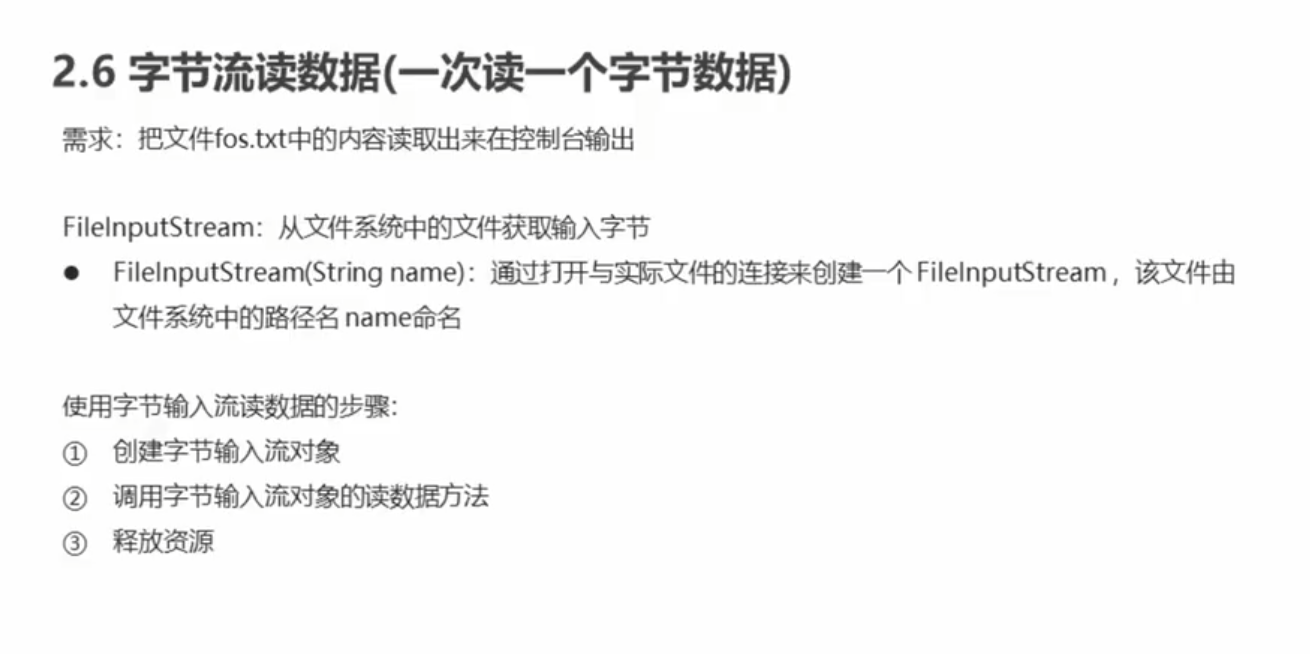 2.6 字节流读数据(一次读一个字节数据)
需求：把文件fos.txt中的内容读取出来在控制台输出
FileInputStream：从文件系统中的文件获取输入字节
● FileInputStream(String name)：通过打开与实际文件的连接来创建一个 FileInputStream ，该文件由
文件系统中的路径名 name命名
使用字节输入流读数据的步骤：
① 创建字节输入流对象
② 调用字节输入流对象的读数据方法
③ 释放资源